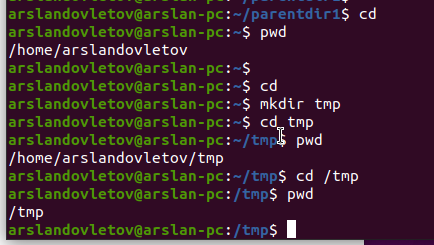 arslandovletov@arslan-pc:~/parentdir1$ cd
arslandovletov@arslan-pc:~$ pwd
/home/arslandovletov
arslandovletov@arslan-pc:~$
arslandovletov@arslan-pc:~$ cd
arslandovletov@arslan-pc:~$ mkdir tmp
arslandovletov@arslan-pc:~$ cd tmp
arslandovletov@arslan-pc:~/tmp$ pwd
/home/arslandovletov/tmp
arslandovletov@arslan-pc:~/tmp$ cd /tmp
arslandovletov@arslan-pc:/tmp$ pwd
/tmp
arslandovletov@arslan-pc:/tmp$